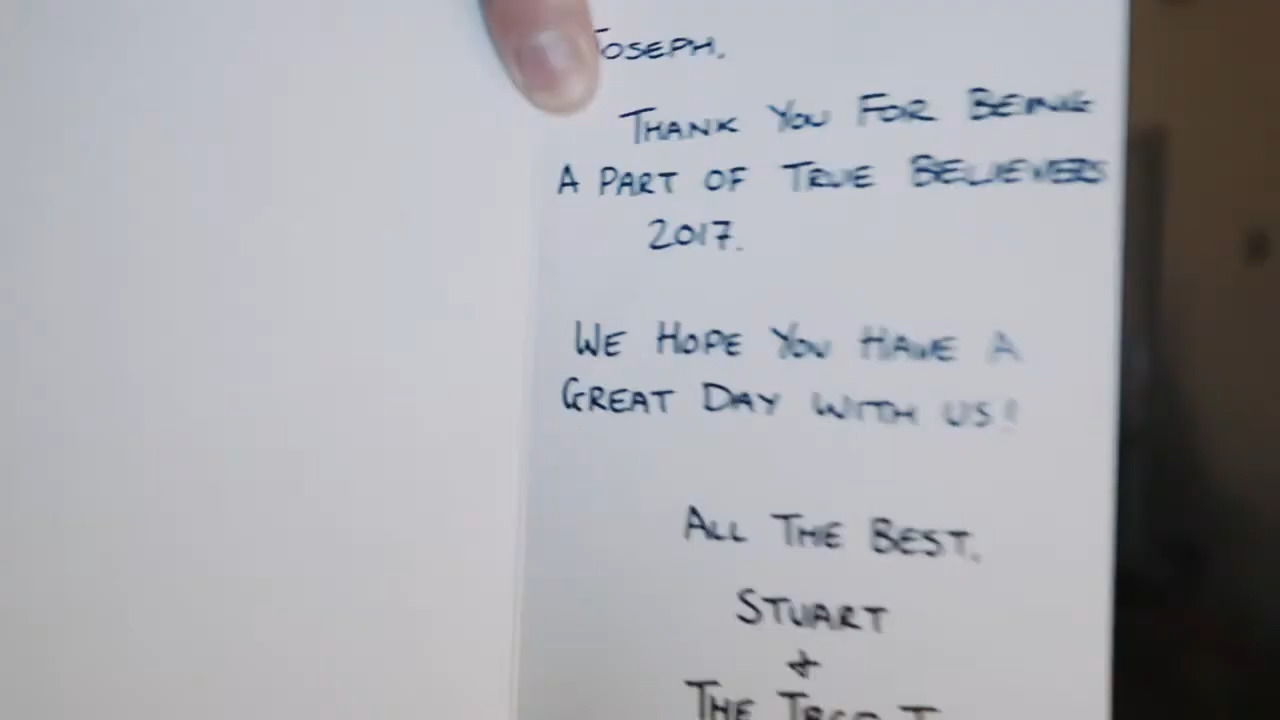 JOSEPH,
THANK YOU FOR BEING
A PART OF TRUE BELIEVERS
2017.
WE HOPE YOU HAVE A
GREAT DAY WITH US!
ALL THE BEST.
STUART
+
THE